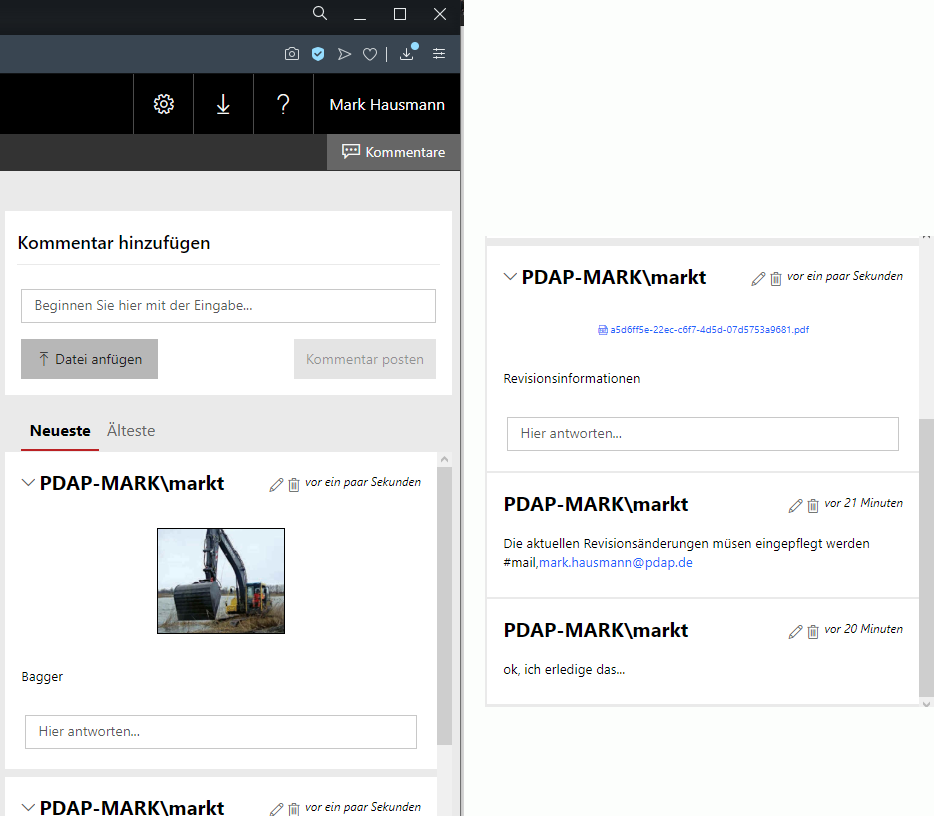 Mark Hausmann
Kommentare
Kommentar hinzufügen
Beginnen Sie hier mit der Eingabe...
Datei anfügen
Kommentar posten
Neueste Älteste
PDAP-MARK\markt vor ein paar Sekunden
Bagger
Hier antworten...
PDAP-MARK\markt vor ein paar Sekunden
PDAP-MARK\markt vor ein paar Sekunden
a5d6ff5e-22ec-c6f7-4d5d-07d5753a9681.pdf
Revisionsinformationen
Hier antworten...
PDAP-MARK\markt vor 21 Minuten
Die aktuellen Revisionsänderungen müsen eingepflegt werden
#mail,mark.hausmann@pdap.de
PDAP-MARK\markt vor 20 Minuten
ok, ich erledige das...